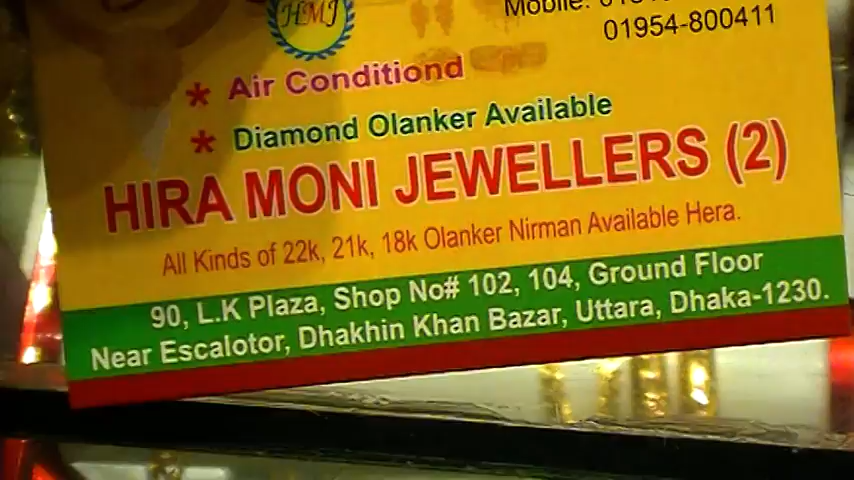 HMJ
Mobile:
01954-800411
* Air Conditiond
* Diamond Olanker Available
HIRA MONI JEWELLERS (2)
All Kinds of 22k, 21k, 18k Olanker Nirman Available Hera.
90, L.K Plaza, Shop No# 102, 104, Ground Floor
Near Escalotor, Dhakhin Khan Bazar, Uttara, Dhaka-1230.